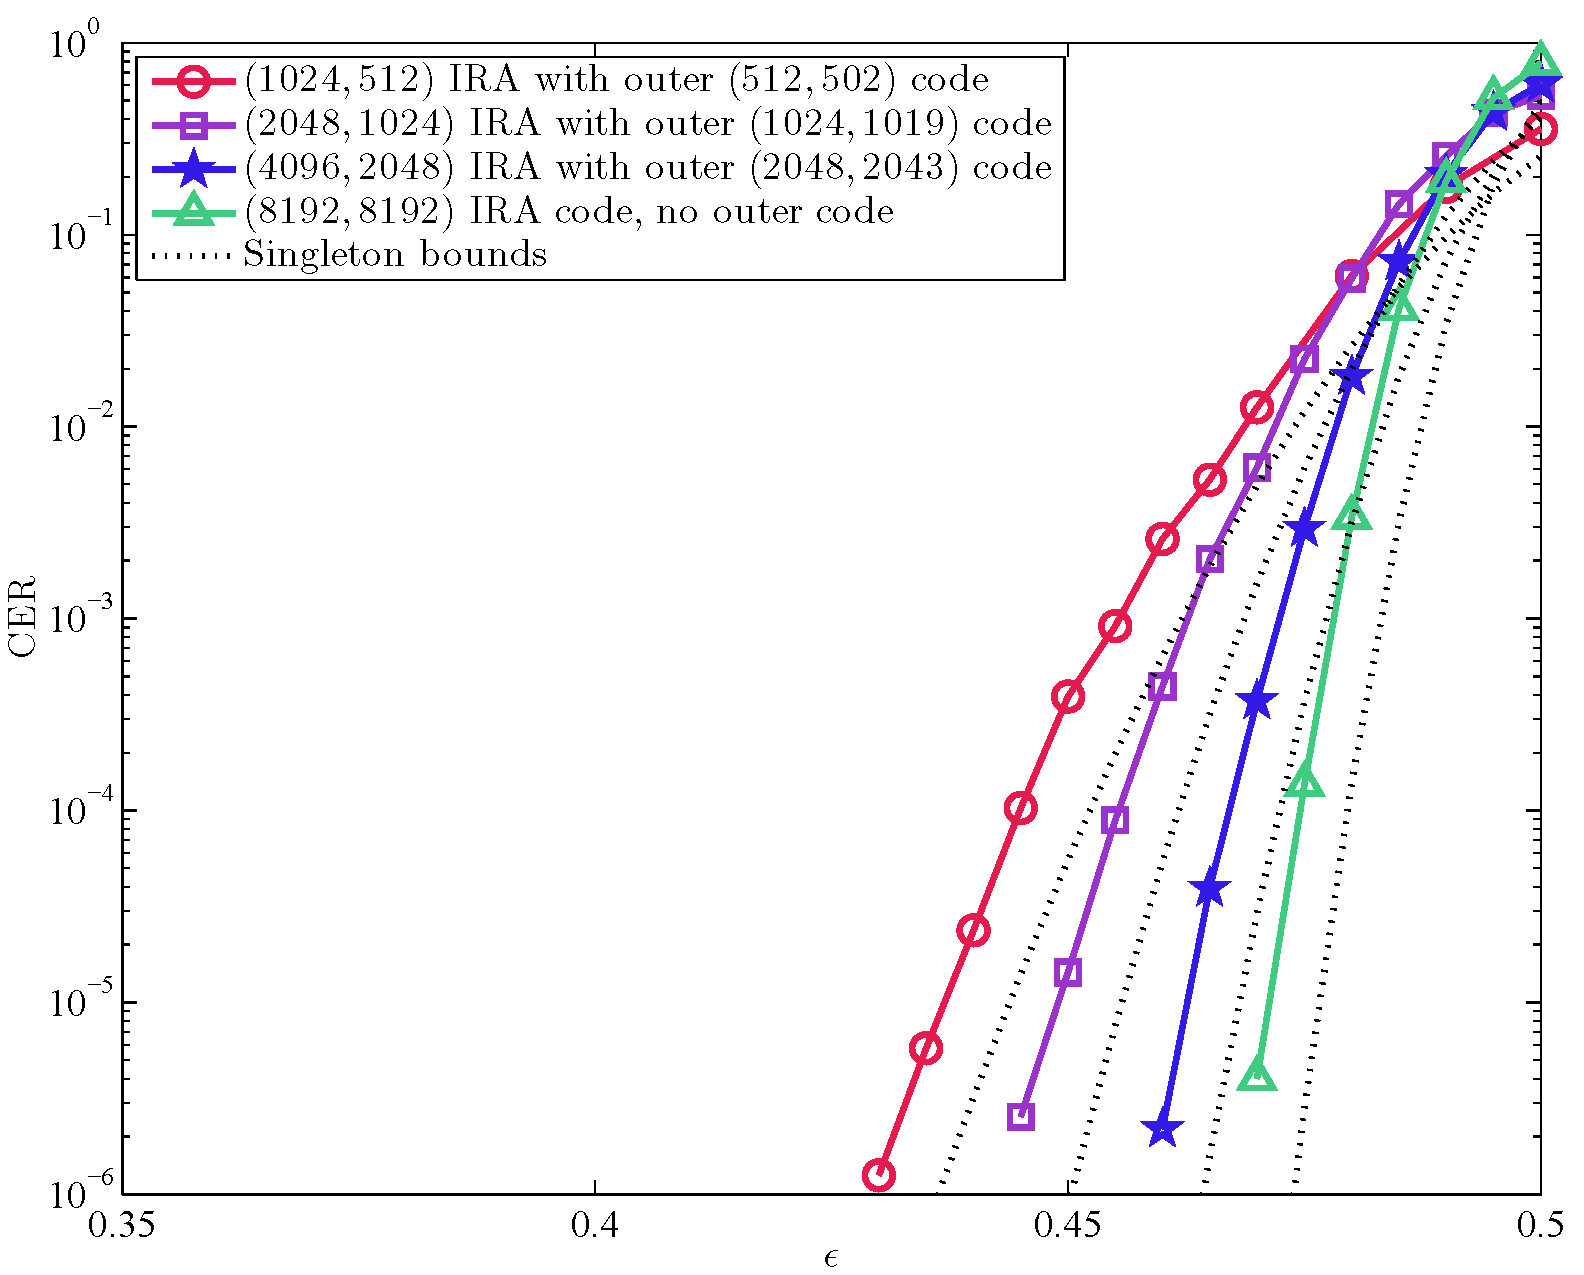 10^0
10^−1
10^−2
10^−3
10^−4
10^−5
10^−6
CER
(1024, 512) IRA with outer (512, 502) code
(2048, 1024) IRA with outer (1024, 1019) code
(4096, 2048) IRA with outer (2048, 2043) code
(8192, 8192) IRA code, no outer code
Singleton bounds
0.35 0.4 0.45 0.5
ϵ